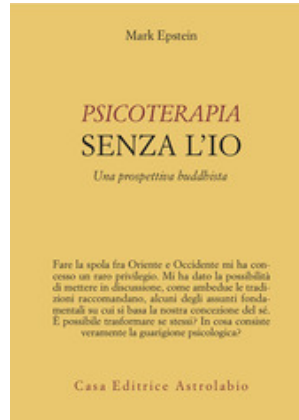 Mark Epstein
PSICOTERAPIA
SENZA L'IO
Una prospettiva buddhista
Fare la spola fra Oriente e Occidente mi ha con-
cesso un raro privilegio. Mi ha dato la possibilità
di mettere in discussione, come ambedue le tradi-
zioni raccomandano, alcuni degli assunti fonda-
mentali su cui si basa la nostra concezione del sé.
È possibile trasformare se stessi? In cosa consiste
veramente la guarigione psicologica?
Casa Editrice Astrolabio